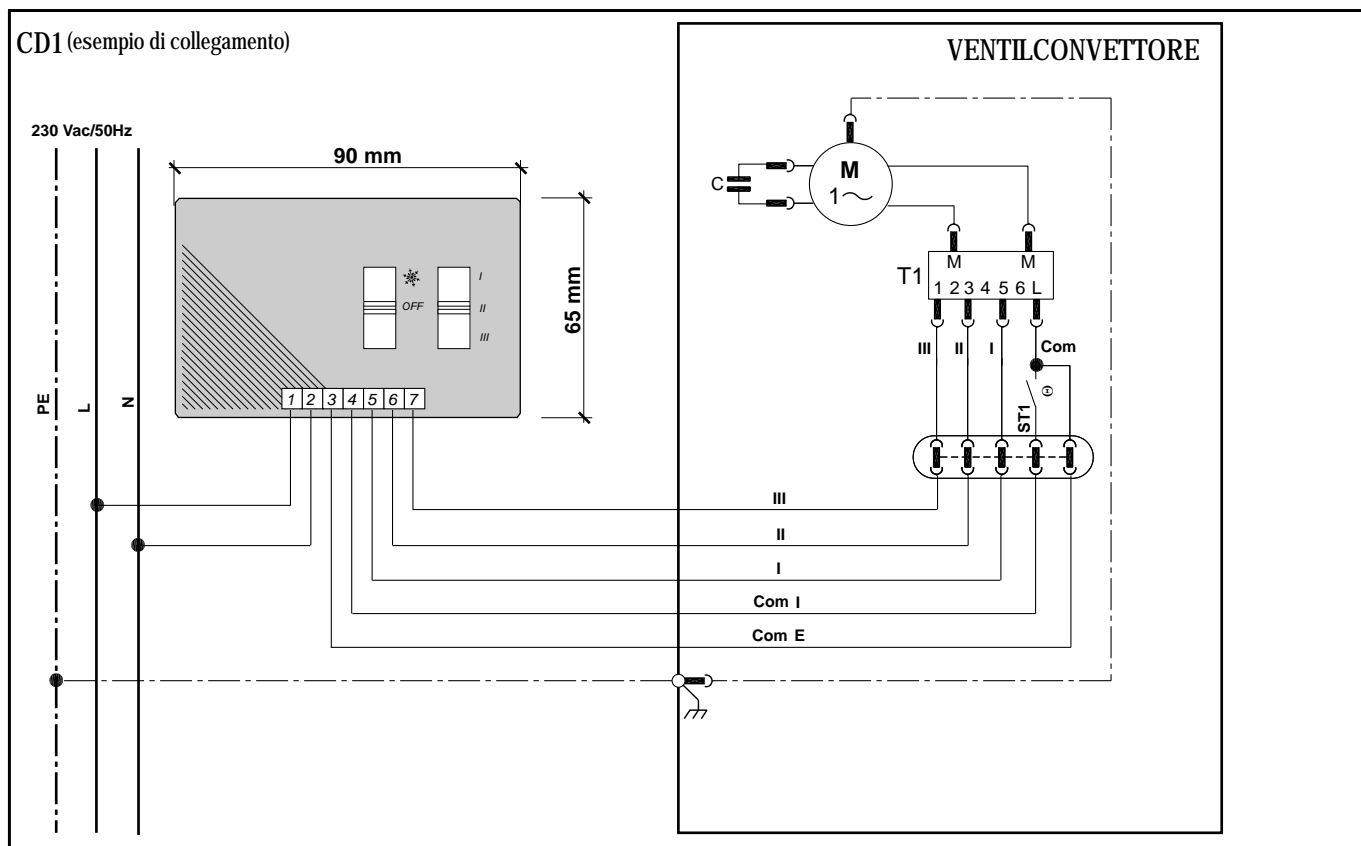 CD1 (esempio di collegamento)
VENTILCONVETTORE
230 Vac/50Hz
90 mm
65 mm
OFF
I
II
III
1 2 3 4 5 6 7
PE
L
N
C
M
1~
T1
M M
1 2 3 4 5 6 L
III II I Com
ST1
Θ
III
II
I
Com I
Com E